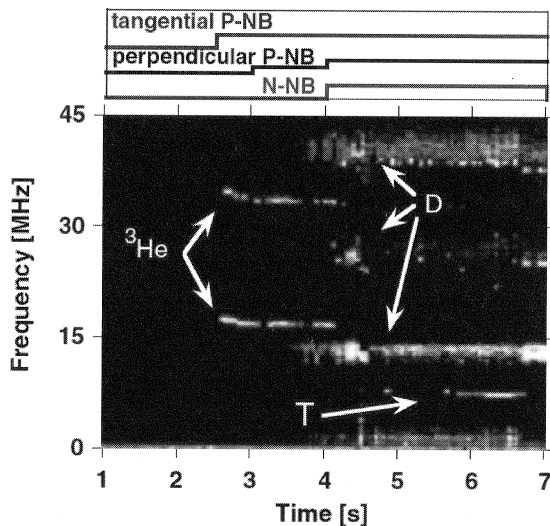 tangential P-NB
perpendicular P-NB
N-NB
45
30
15
0
Frequency [MHz]
³He
D
T
1 2 3 4 5 6 7
Time [s]